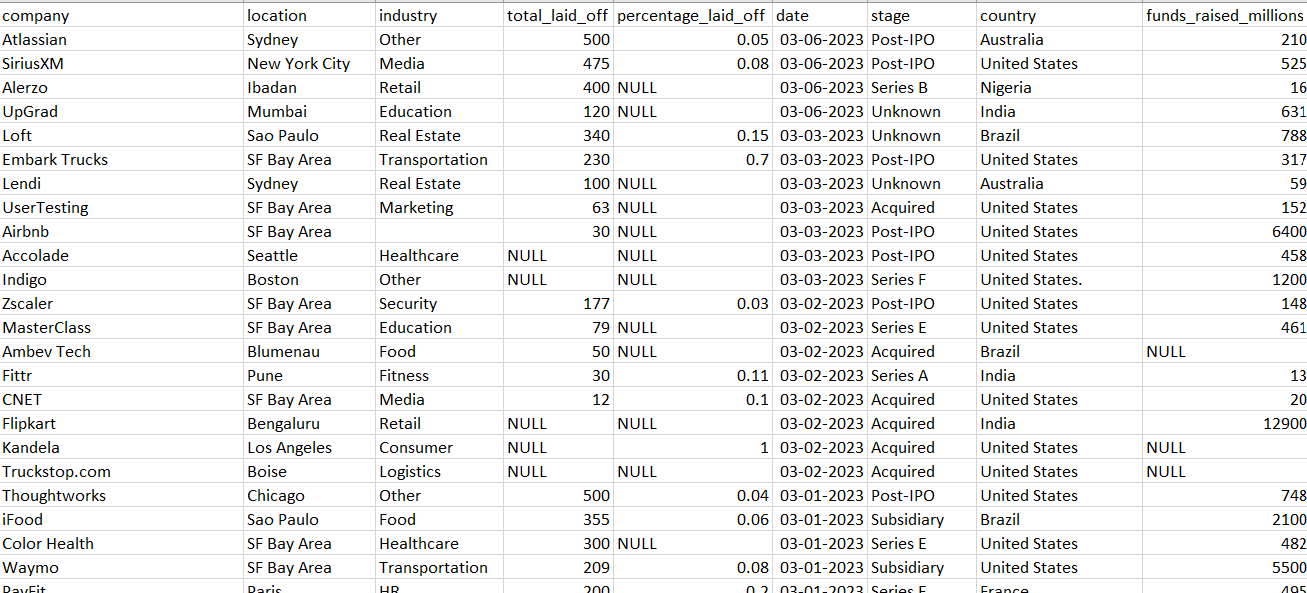 company location industry total_laid_off percentage_laid_off date stage country funds_raised_millions
Atlassian Sydney Other 500 0.05 03-06-2023 Post-IPO Australia 210
SiriusXM New York City Media 475 0.08 03-06-2023 Post-IPO United States 525
Alerzo Ibadan Retail 400 NULL 03-06-2023 Series B Nigeria 16
UpGrad Mumbai Education 120 NULL 03-06-2023 Unknown India 631
Loft Sao Paulo Real Estate 340 0.15 03-03-2023 Unknown Brazil 788
Embark Trucks SF Bay Area Transportation 230 0.7 03-03-2023 Post-IPO United States 317
Lendi Sydney Real Estate 100 NULL 03-03-2023 Unknown Australia 59
UserTesting SF Bay Area Marketing 63 NULL 03-03-2023 Acquired United States 152
Airbnb SF Bay Area 30 NULL 03-03-2023 Post-IPO United States 6400
Accolade Seattle Healthcare NULL NULL 03-03-2023 Post-IPO United States 458
Indigo Boston Other NULL NULL 03-03-2023 Series F United States. 1200
Zscaler SF Bay Area Security 177 0.03 03-02-2023 Post-IPO United States 148
MasterClass SF Bay Area Education 79 NULL 03-02-2023 Series E United States 461
Ambev Tech Blumenau Food 50 NULL 03-02-2023 Acquired Brazil NULL
Fittr Pune Fitness 30 0.11 03-02-2023 Series A India 13
CNET SF Bay Area Media 12 0.1 03-02-2023 Acquired United States 20
Flipkart Bengaluru Retail NULL NULL 03-02-2023 Acquired India 12900
Kandela Los Angeles Consumer NULL 1 03-02-2023 Acquired United States NULL
Truckstop.com Boise Logistics NULL NULL 03-02-2023 Acquired United States NULL
Thoughtworks Chicago Other 500 0.04 03-01-2023 Post-IPO United States 748
iFood Sao Paulo Food 355 0.06 03-01-2023 Subsidiary Brazil 2100
Color Health SF Bay Area Healthcare 300 NULL 03-01-2023 Series E United States 482
Waymo SF Bay Area Transportation 209 0.08 03-01-2023 Subsidiary United States 5500
PayFit Paris HR 200 0.2 03-01-2023 Series France 495